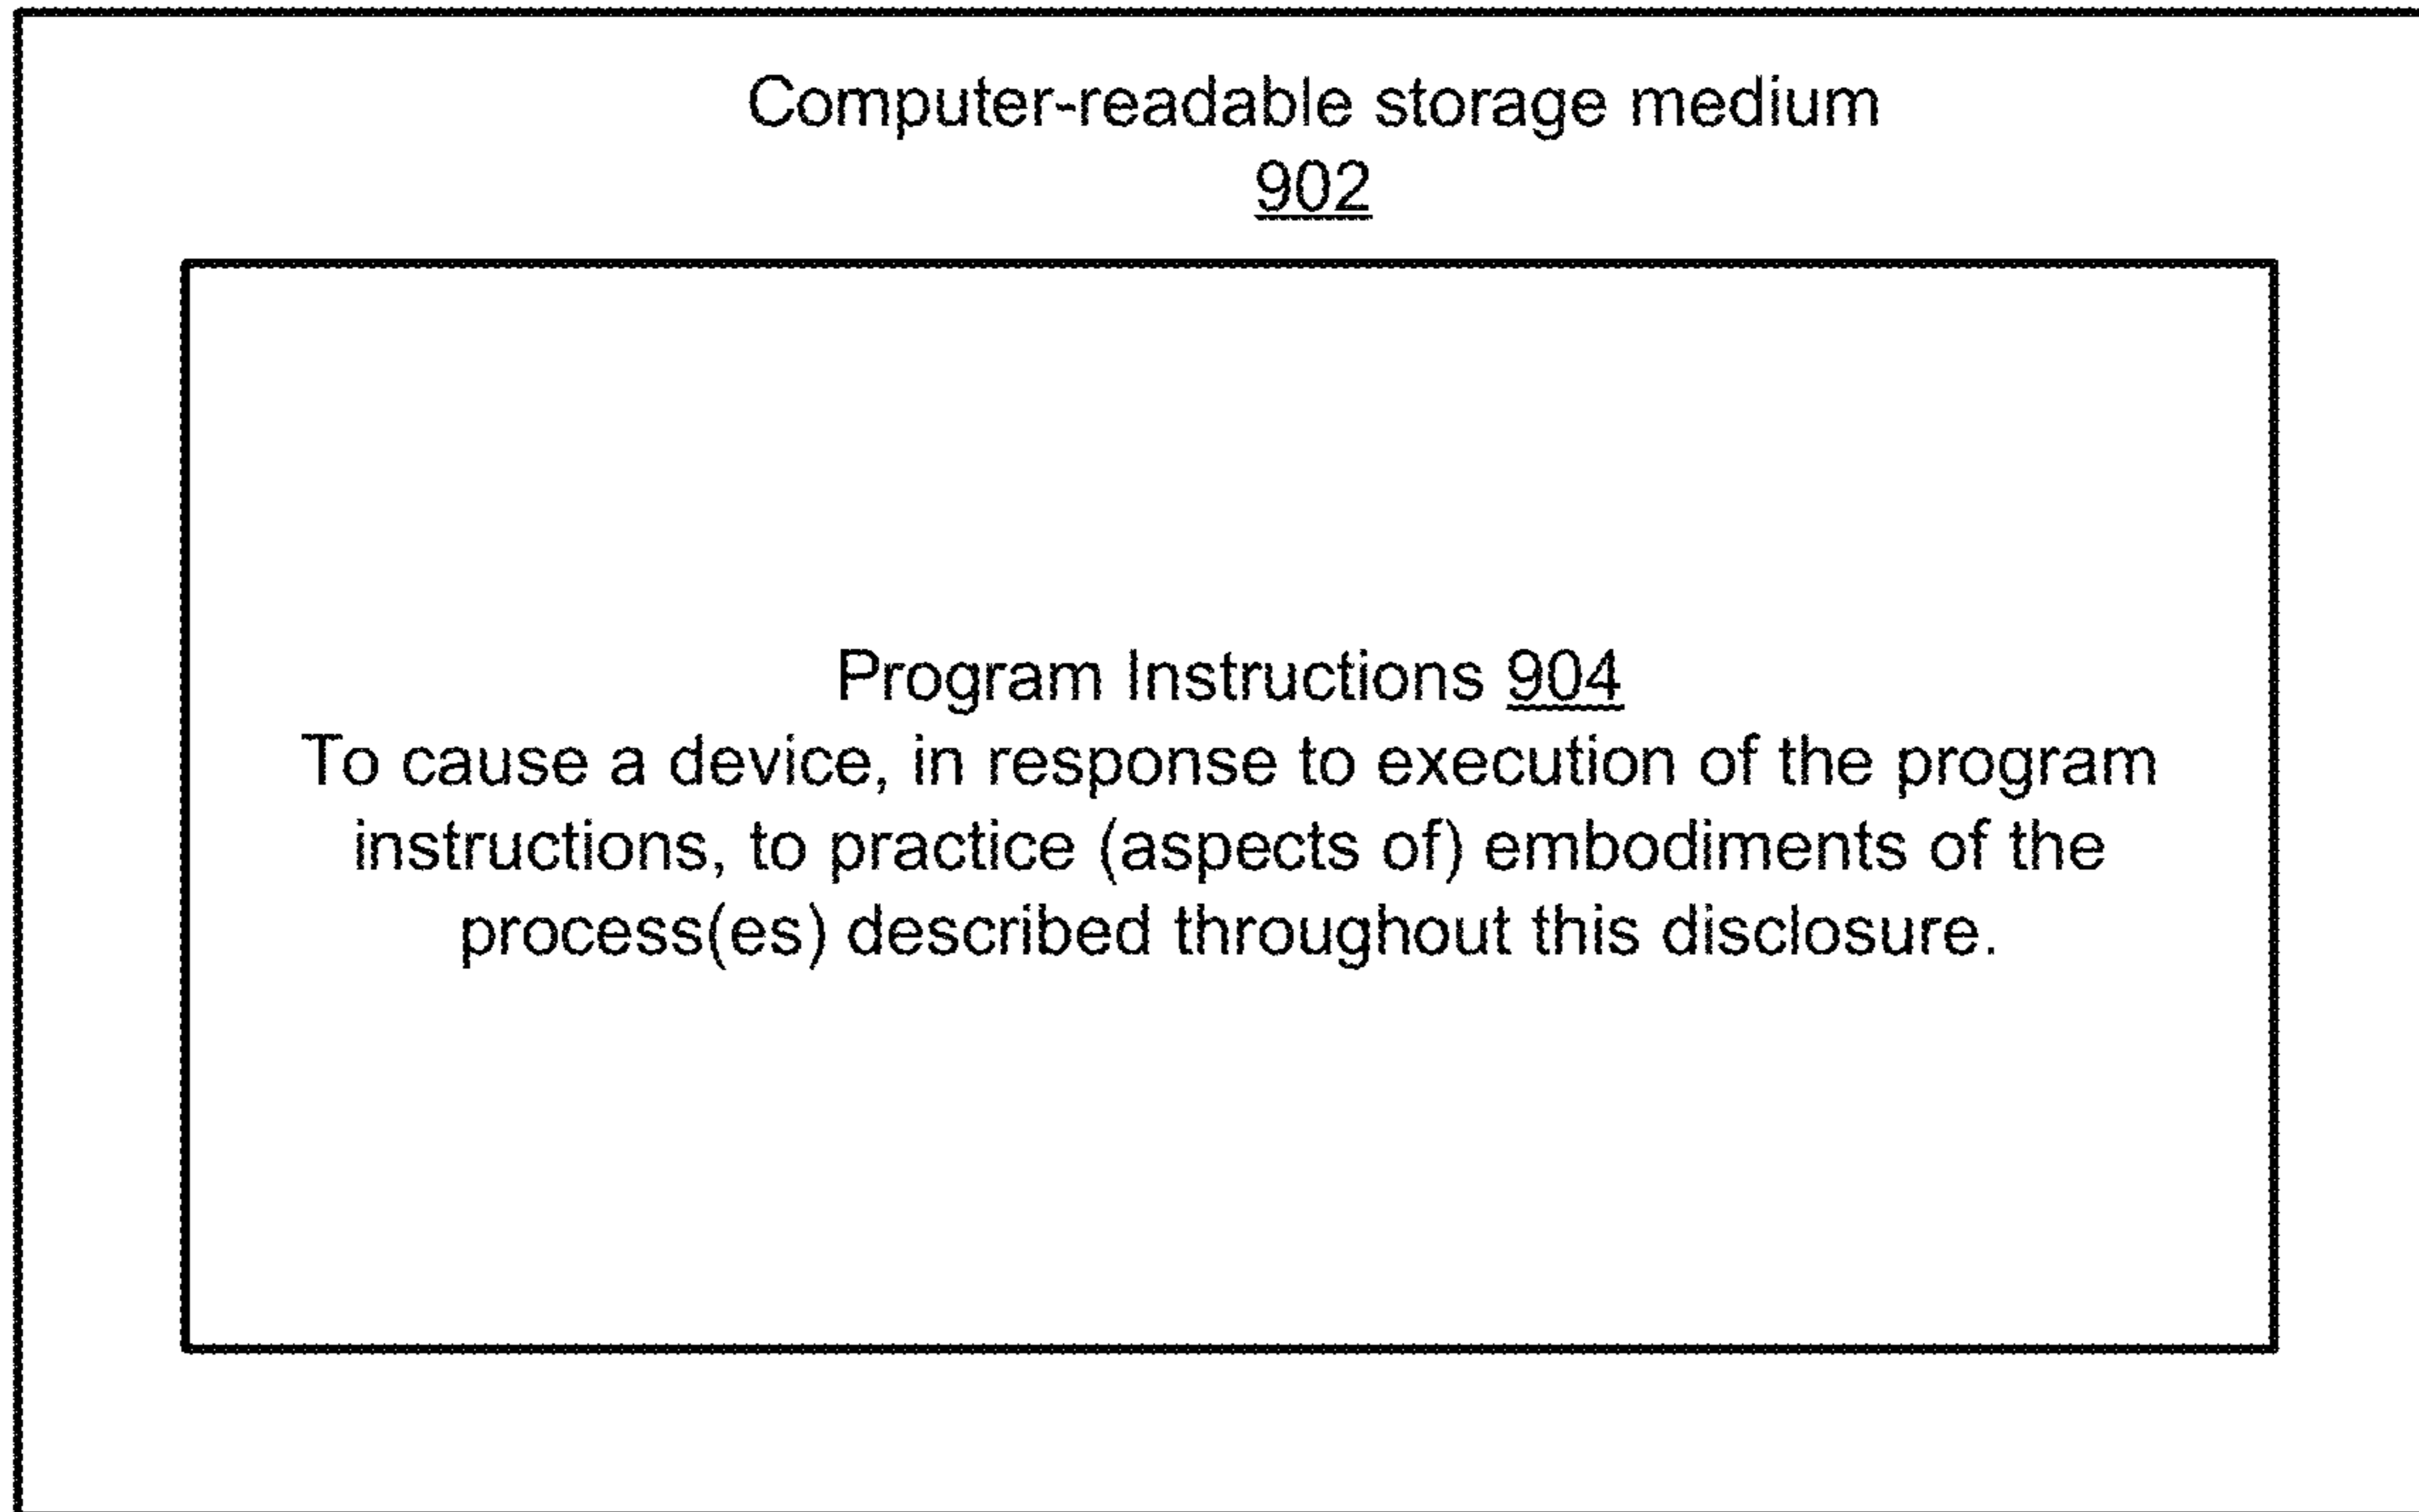 Computer-readable storage medium
902
Program Instructions 904
To cause a device, in response to execution of the program
instructions, to practice (aspects of) embodiments of the
process(es) described throughout this disclosure.